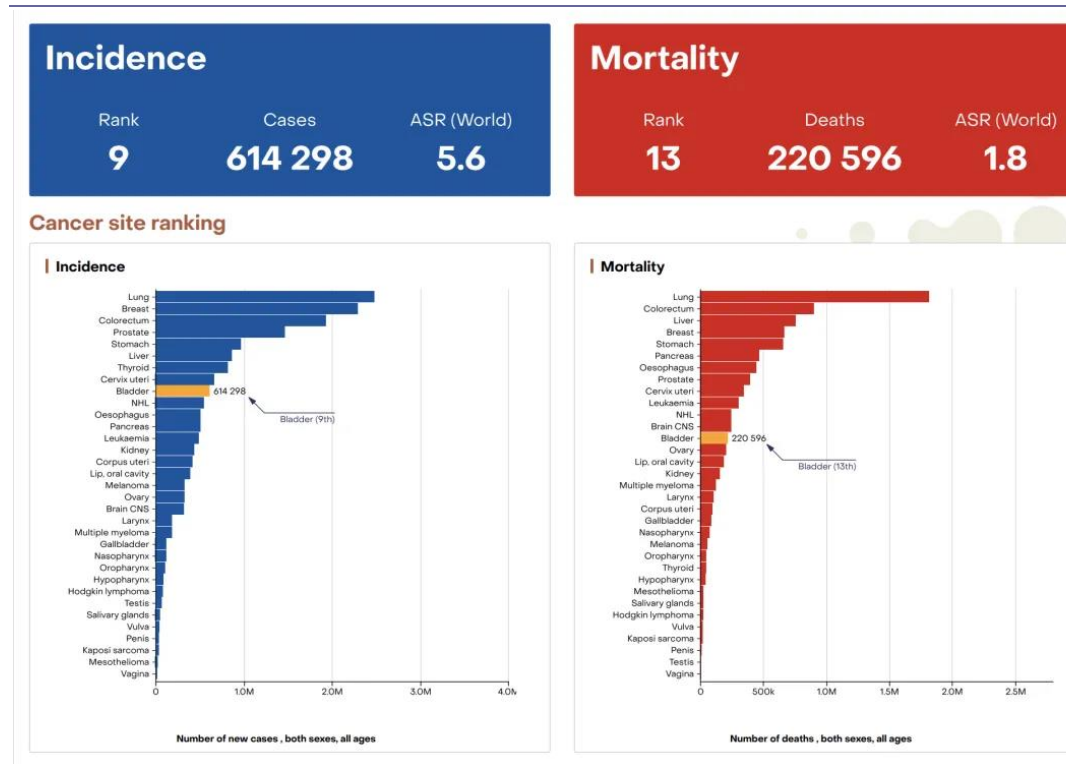 Incidence
Rank Cases ASR (World)
9 614 298 5.6
Mortality
Rank Deaths ASR (World)
13 220 596 1.8
Cancer site ranking
Incidence
Lung
Breast
Colorectum
Prostate
Stomach
Liver
Thyroid
Cervix uteri
Bladder 614 298
NHL
Bladder (9th)
Oesophagus
Pancreas
Leukaemia
Kidney
Corpus uteri
Lip, oral cavity
Melanoma
Ovary
Brain CNS
Larynx
Multiple myeloma
Gallbladder
Nasopharynx
Oropharynx
Hypopharynx
Hodgkin lymphoma
Testis
Salivary glands
Vulva
Penis
Kaposi sarcoma
Mesothelioma
Vagina
0 1.0M 2.0M 3.0M 4.0M
Number of new cases , both sexes, all ages
Mortality
Lung
Colorectum
Liver
Breast
Stomach
Pancreas
Oesophagus
Prostate
Cervix uteri
Leukaemia
NHL
Brain CNS
Bladder 220 596
Ovary
Lip, oral cavity
Bladder (13th)
Kidney
Multiple myeloma
Larynx
Corpus uteri
Gallbladder
Nasopharynx
Melanoma
Oropharynx
Thyroid
Hypopharynx
Mesothelioma
Salivary glands
Hodgkin lymphoma
Vulva
Kaposi sarcoma
Penis
Testis
Vagina
0 500k 1.0M 1.5M 2.0M 2.5M
Number of deaths , both sexes, all ages